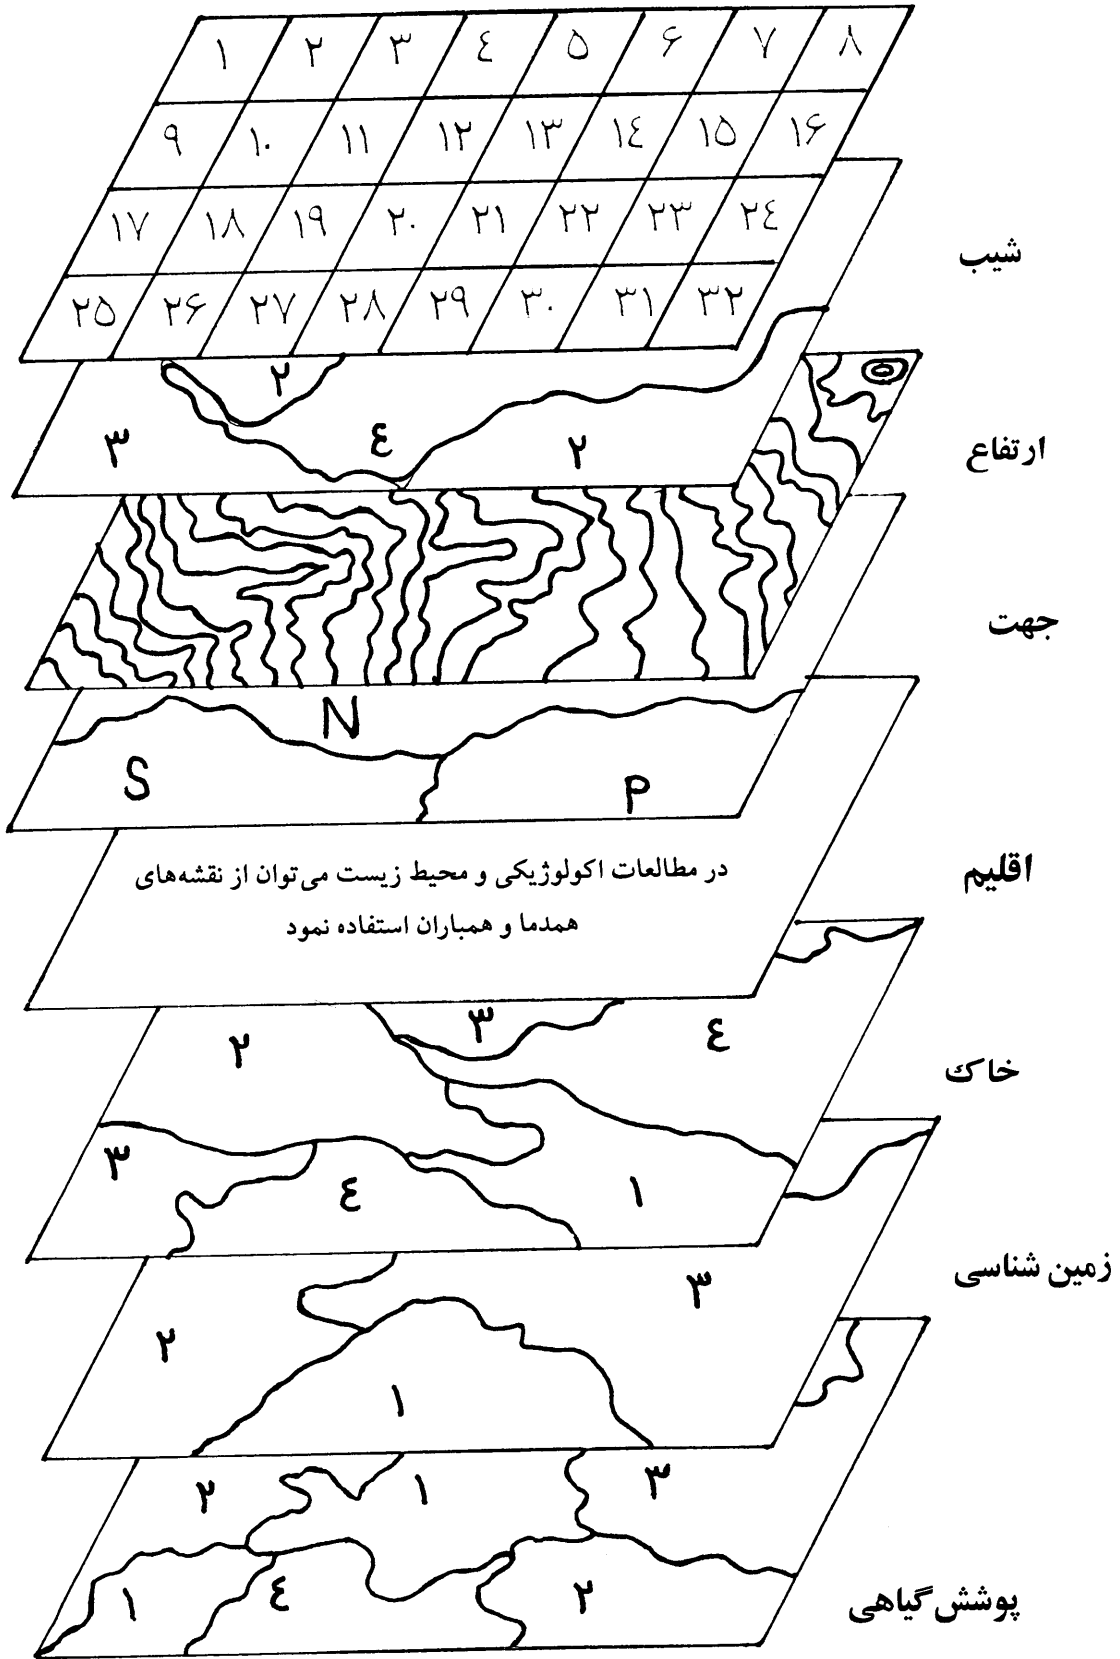 ۱ ۲ ۳ ٤ ۵ ۶ ۷ ۸
۹ ۱۰ ۱۱ ۱۲ ۱۳ ۱٤ ۱۵ ۱۶
۱۷ ۱۸ ۱۹ ۲۰ ۲۱ ۲۲ ۲۳ ۲٤
۲۵ ۲۶ ۲۷ ۲۸ ۲۹ ۳۰ ۳۱ ۳۲
شیب
۲
۳ ٤ ۲
ارتفاع
جهت
N
S P
اقلیم
در مطالعات اکولوژیکی و محیط زیست می‌توان از نقشه‌های
همدما و همباران استفاده نمود
۲ ۳ ٤
خاک
۳ ٤ ۱
زمین شناسی
۲ ۳
۱
۲ ۱ ۳
۱ ٤ ۲
پوشش گیاهی